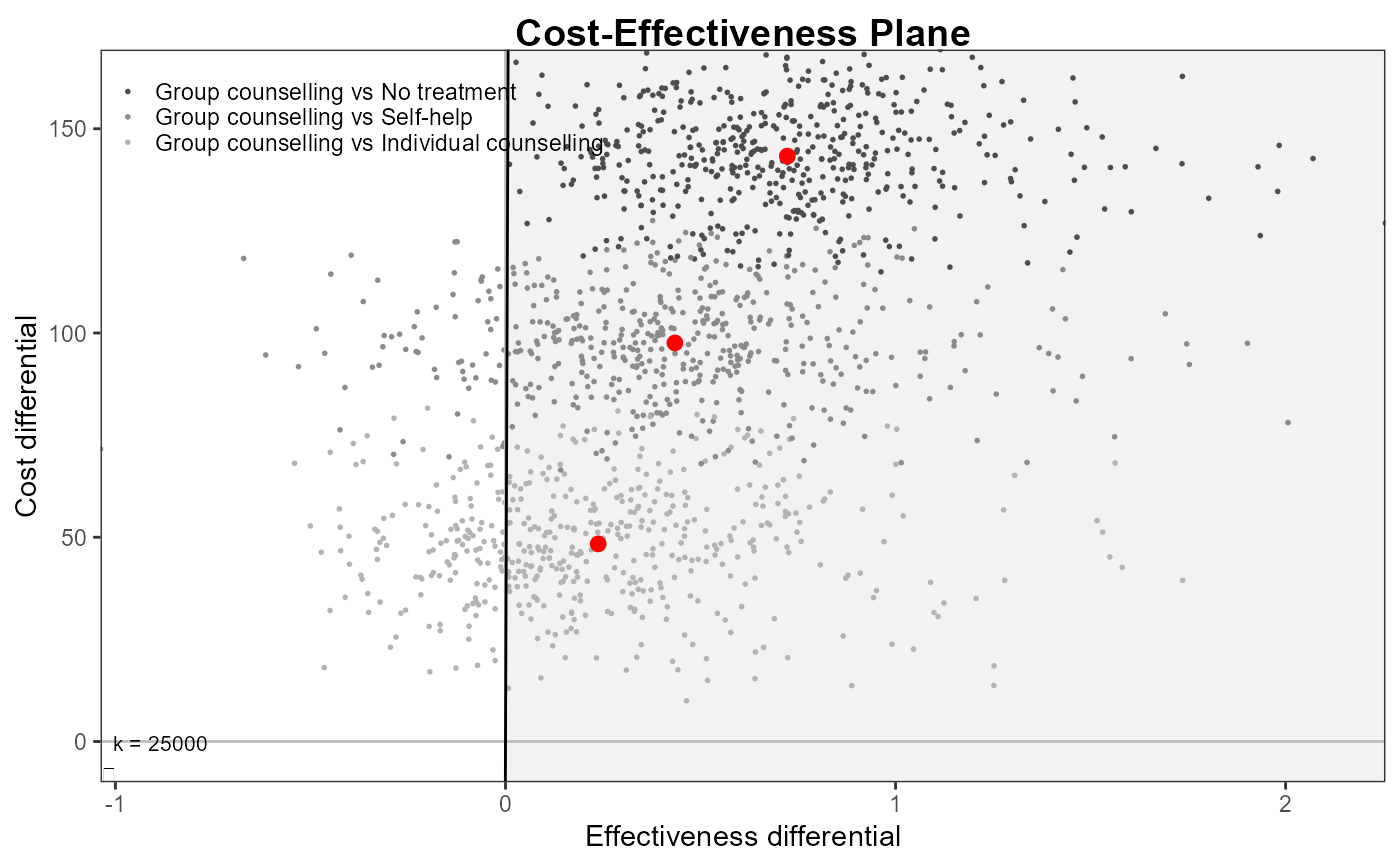 Cost-Effectiveness Plane
Group counselling vs No treatment
Group counselling vs Self-help
Group counselling vs Individual counselling
150
100
50
0
Cost differential
k = 25000
-1
0
1
2
Effectiveness differential